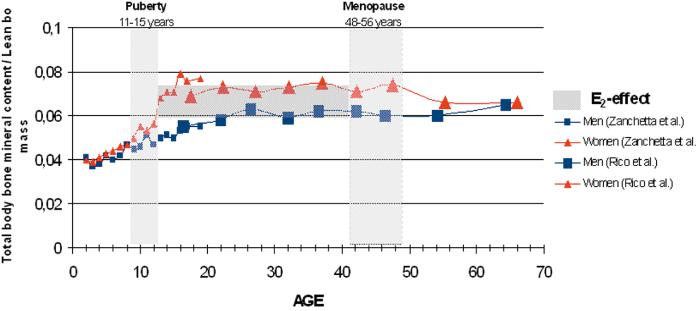 Puberty
11-15 years
Menopause
48-56 years
Total body bone mineral content / Lean bo
mass
0,1
0,08
0,06
0,04
0,02
0
0 10 20 30 40 50 60 70
AGE
E2-effect
Men (Zanchetta et al.)
Women (Zanchetta et al.
Men (Rico et al.)
Women (Rico et al.)